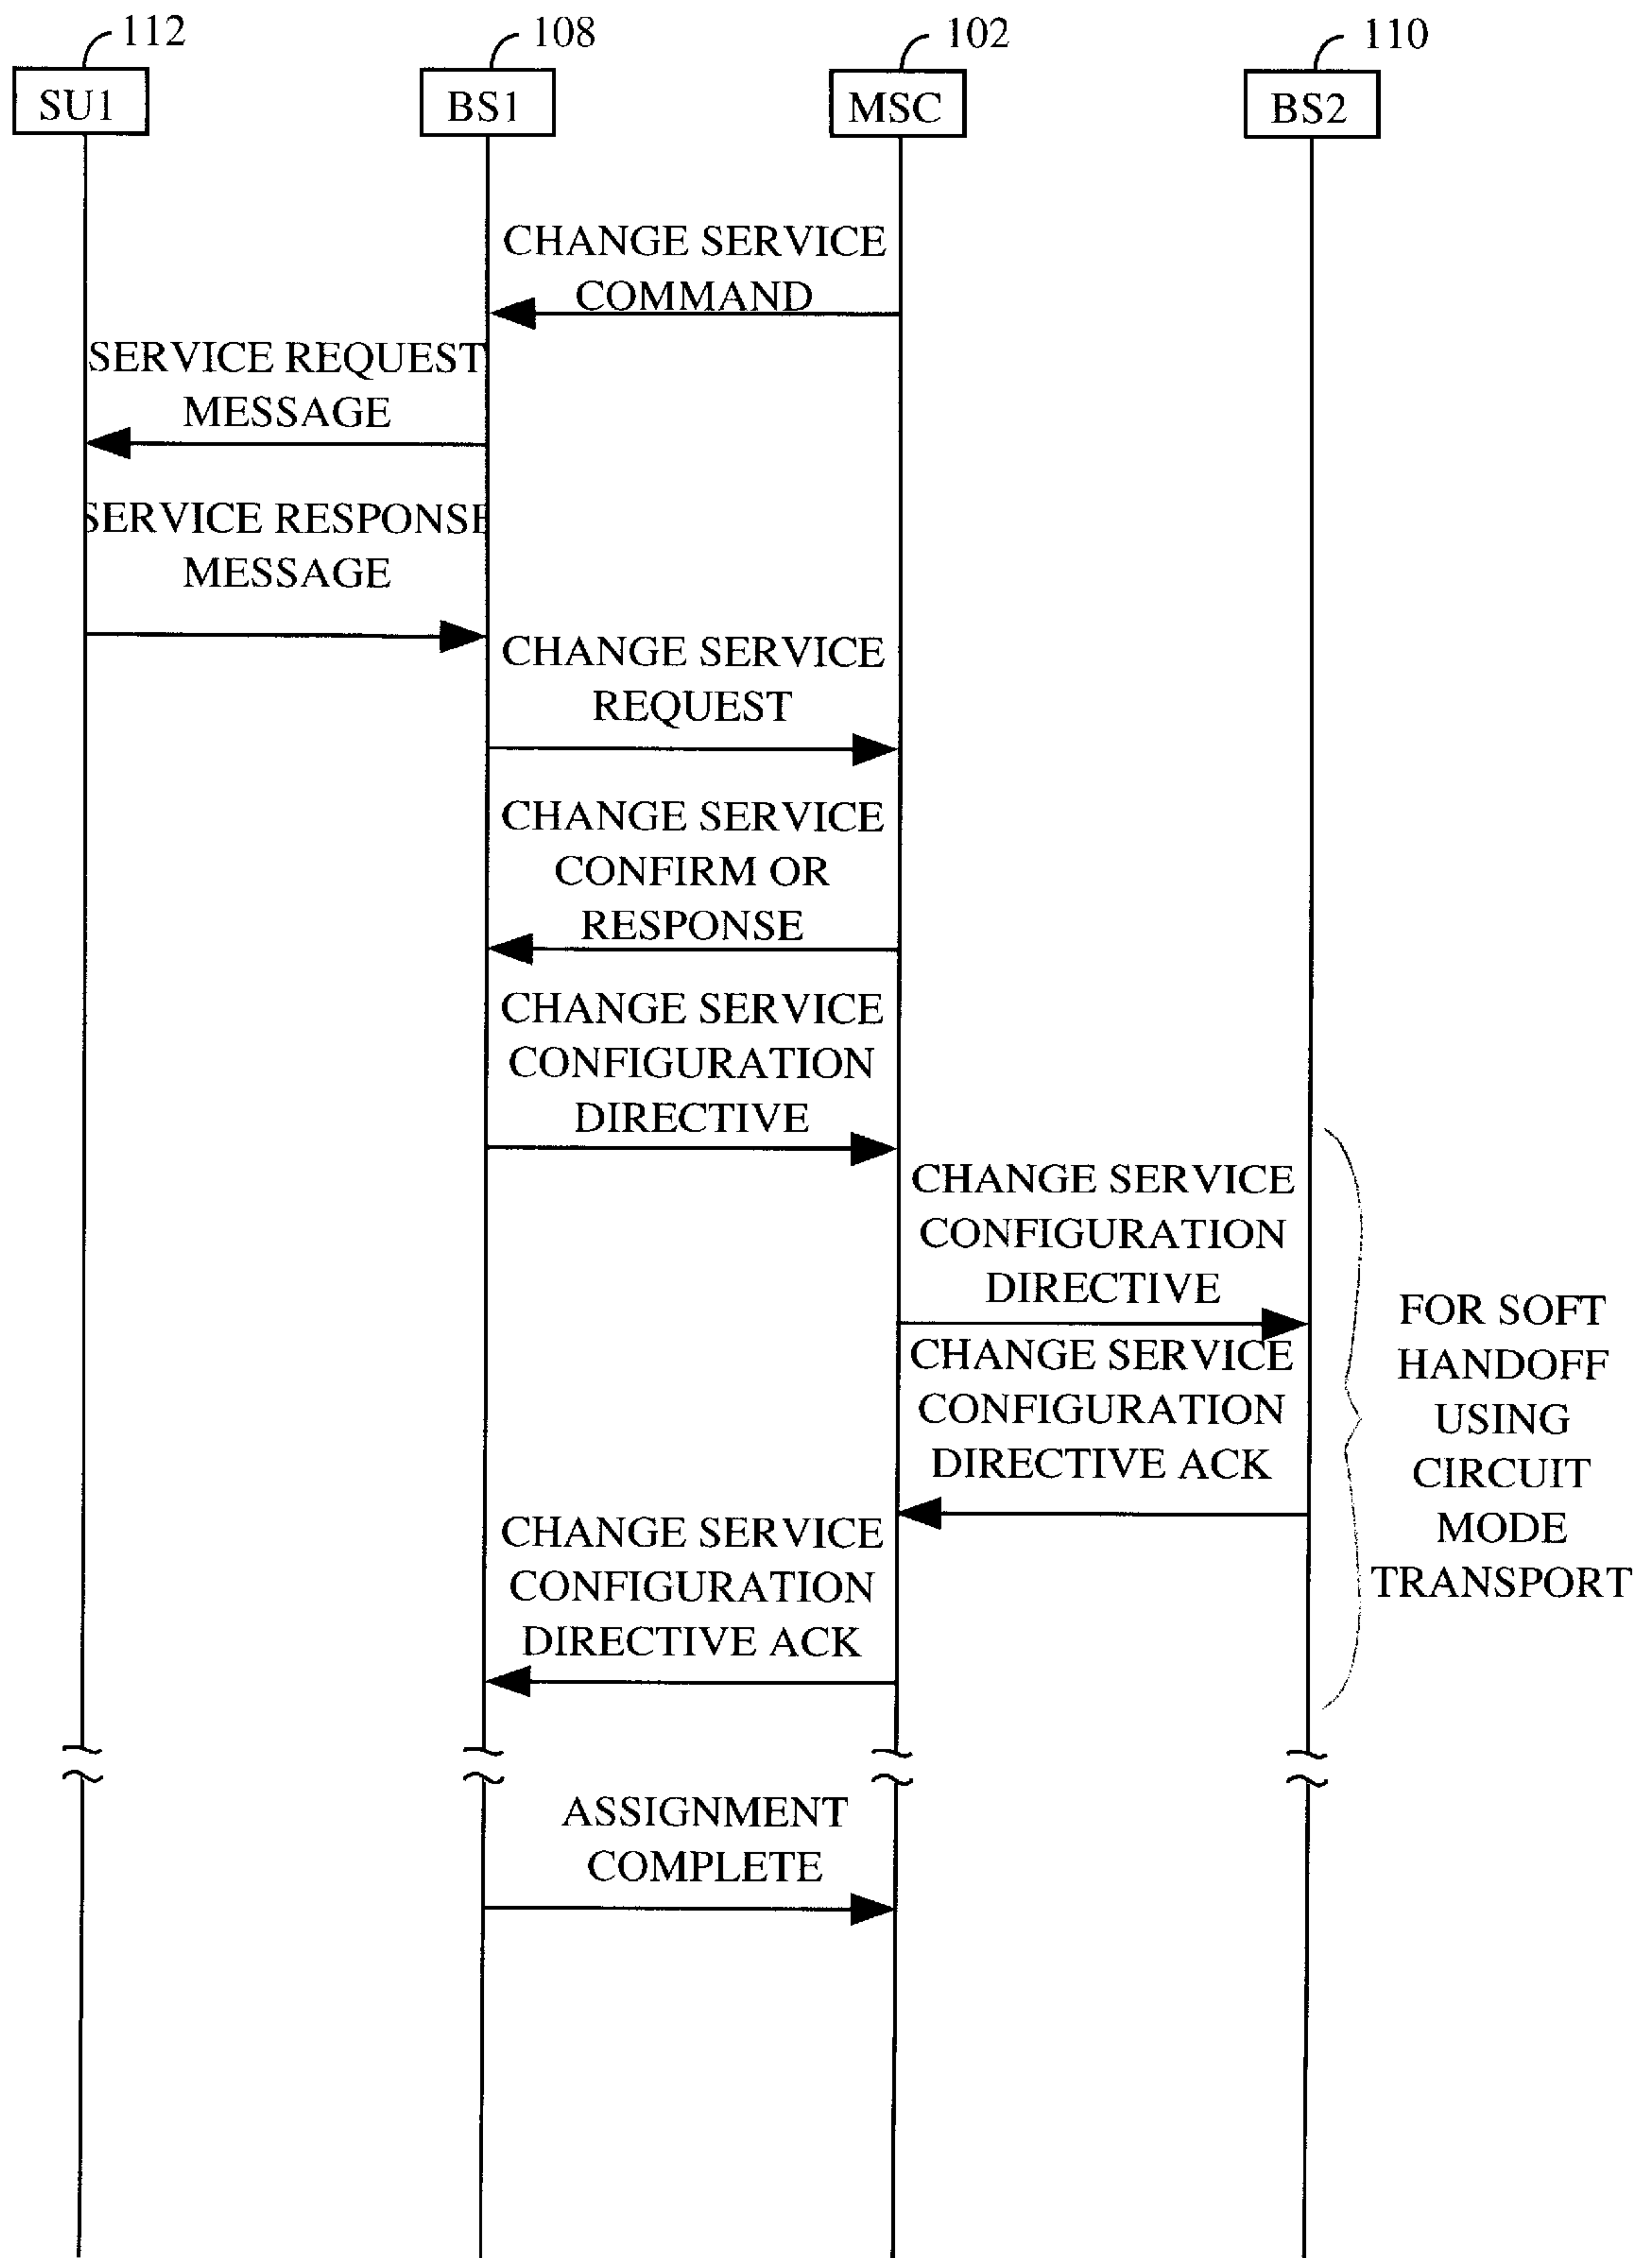 112
108
102
110
SU1
BS1
MSC
BS2
CHANGE SERVICE
COMMAND
SERVICE REQUEST
MESSAGE
SERVICE RESPONSE
MESSAGE
CHANGE SERVICE
REQUEST
CHANGE SERVICE
CONFIRM OR
RESPONSE
CHANGE SERVICE
CONFIGURATION
DIRECTIVE
CHANGE SERVICE
CONFIGURATION
DIRECTIVE
CHANGE SERVICE
CONFIGURATION
DIRECTIVE ACK
FOR SOFT
HANDOFF
USING
CIRCUIT
MODE
TRANSPORT
CHANGE SERVICE
CONFIGURATION
DIRECTIVE ACK
ASSIGNMENT
COMPLETE